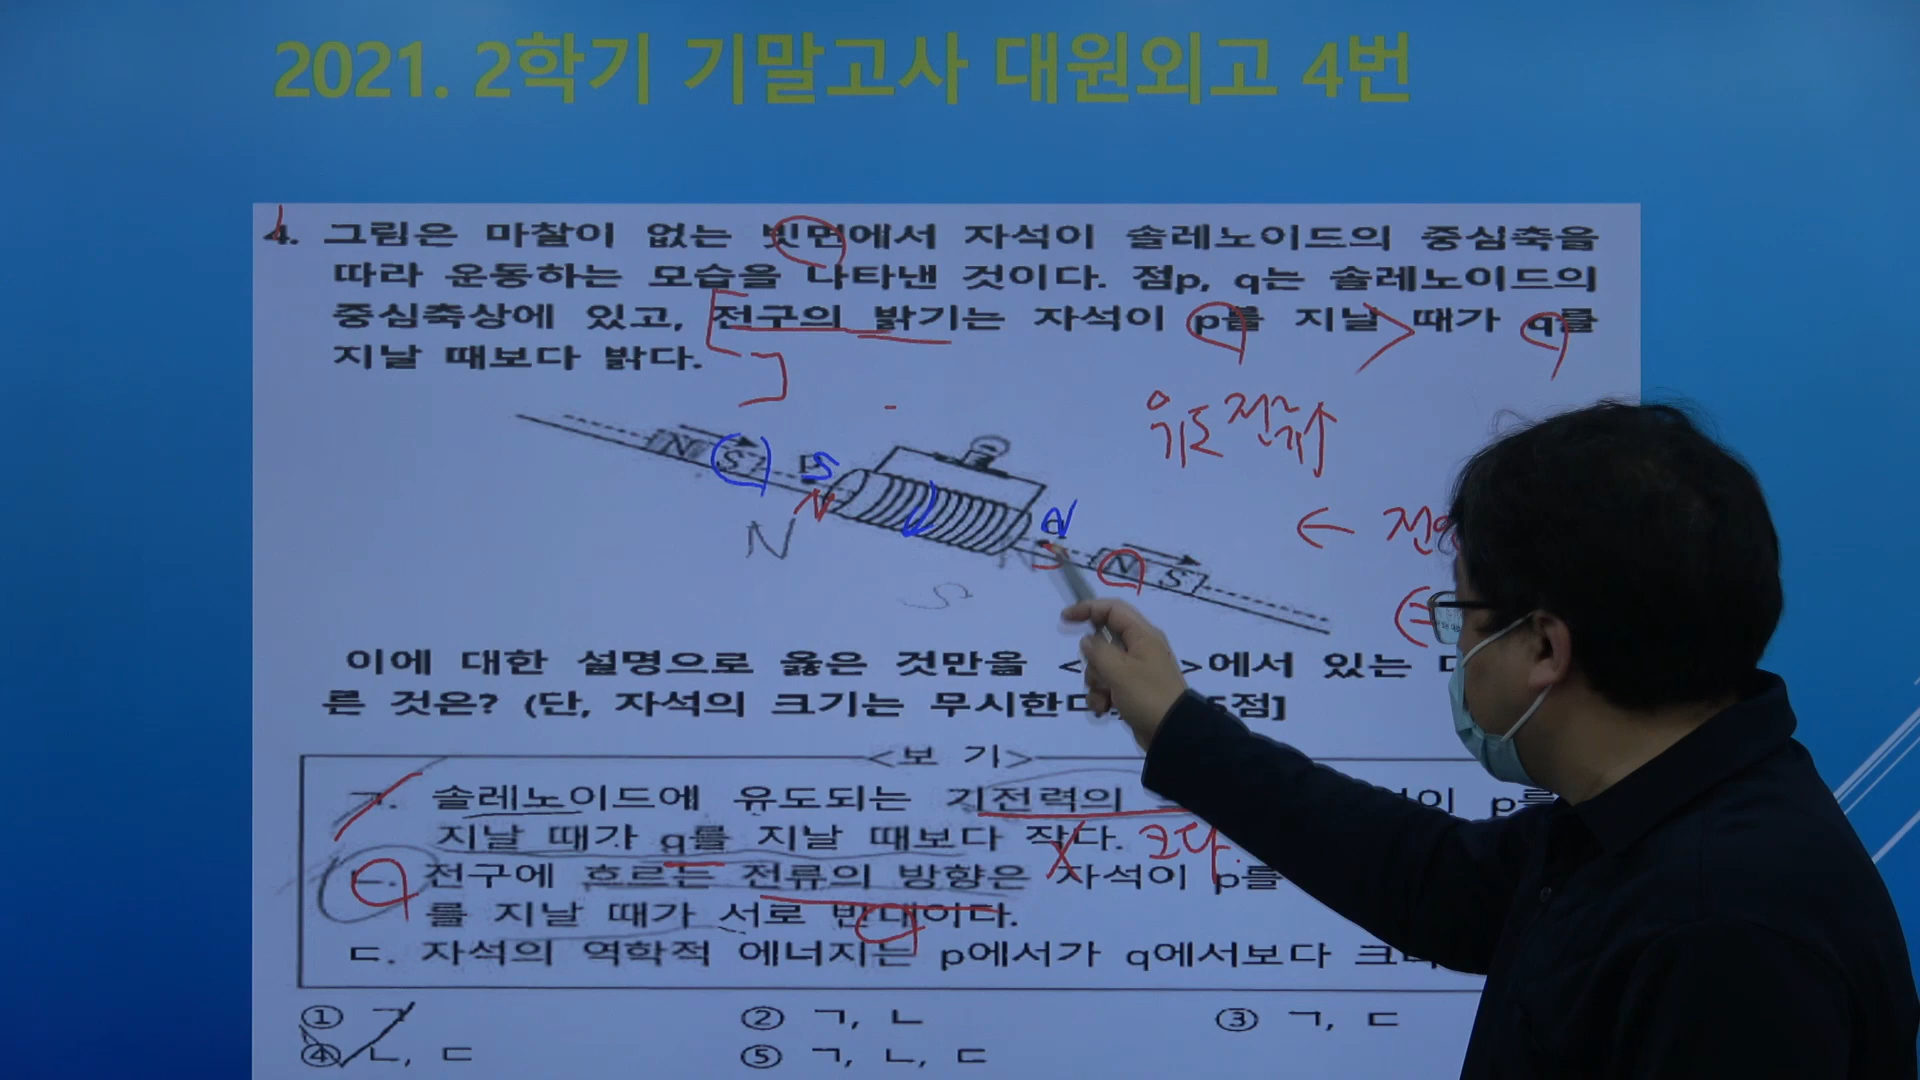 2021. 2학기 기말고사 대원외고 4번
4. 그림은 마찰이 없는 빗면에서 자석이 솔레노이드의 중심축을
따라 운동하는 모습을 나타낸 것이다. 점p, q는 솔레노이드의
중심축상에 있고, 전구의 밝기는 자석이 p를 지날 때가 q를
지날 때보다 밝다.
유도 전류↑
N S p S
N
N N
q
← 전
S N S
S
이에 대한 설명으로 옳은 것만을 < >에서 있는
른 것은? (단, 자석의 크기는 무시한다 5점]
<보 기>
ㄱ. 솔레노이드에 유도되는 기전력의 p를
지날 때가 q를 지날 때보다 작다. 크다.
ㄴ. 전구에 흐르는 전류의 방향은 자석이 p를
를 지날 때가 서로 반대이다.
ㄷ. 자석의 역학적 에너지는 p에서가 q에서보다
① ㄱ ② ㄱ, ㄴ ③ ㄱ, ㄷ
④ ㄴ, ㄷ ⑤ ㄱ, ㄴ, ㄷ